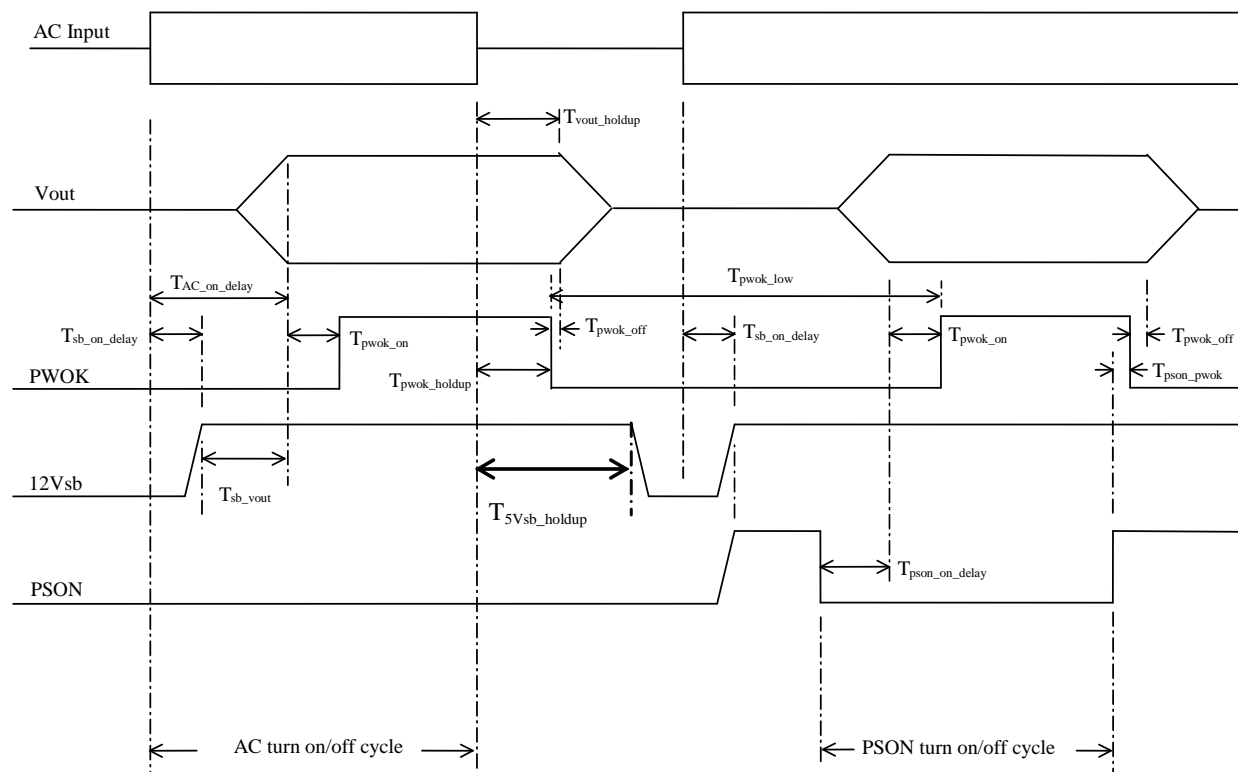 AC Input
Tvout_holdup
Vout
TAC_on_delay
Tpwok_low
Tsb_on_delay
Tpwok_on
Tpwok_off
Tsb_on_delay
Tpwok_on
Tpwok_off
PWOK
Tpwok_holdup
Tpson_pwok
12Vsb
Tsb_vout
T5Vsb_holdup
PSON
Tpson_on_delay
AC turn on/off cycle
PSON turn on/off cycle